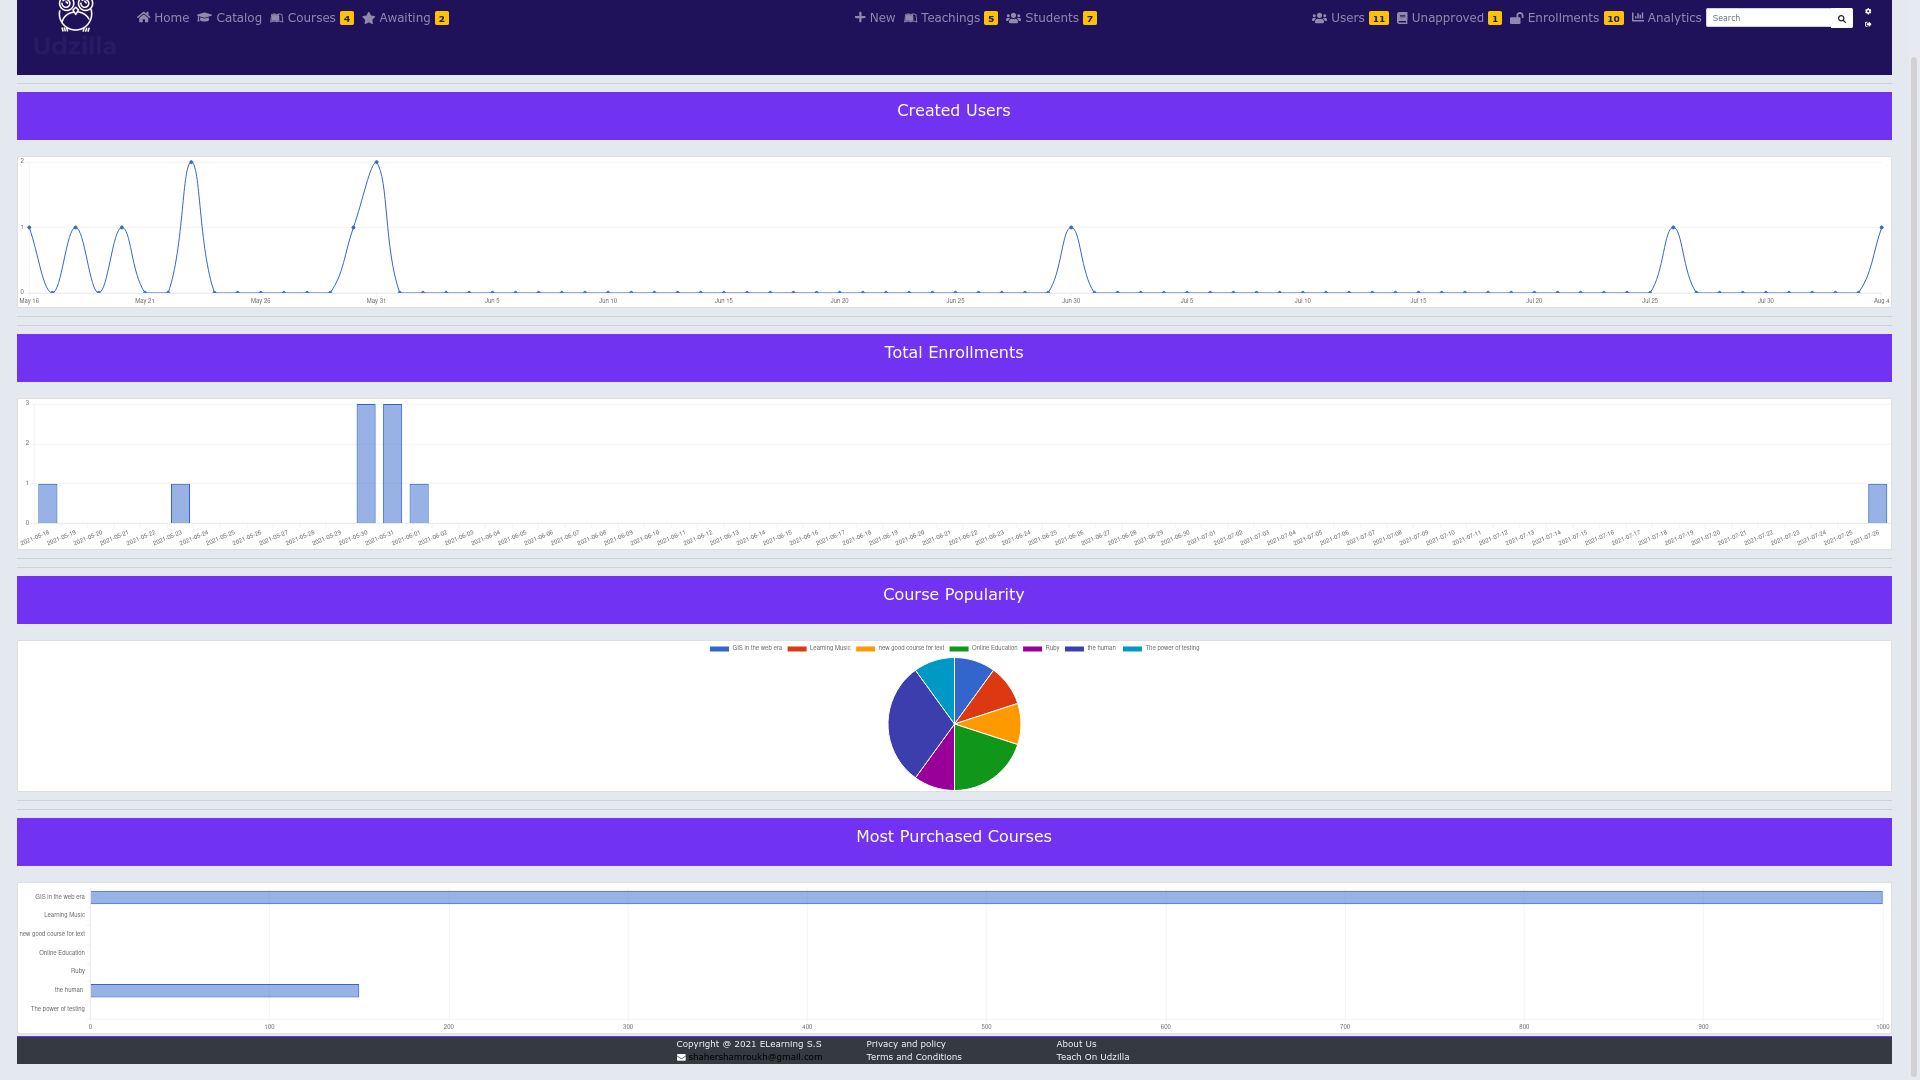 Home Catalog Courses 4 Awaiting 2 New Teachings 5 Students 7 Users 11 Unapproved 1 Enrollments 10 Analytics Search
Udzilla
Created Users
2
1
0
May 16 May 21 May 26 May 31 Jun 5 Jun 10 Jun 15 Jun 20 Jun 25 Jun 30 Jul 5 Jul 10 Jul 15 Jul 20 Jul 25 Jul 30 Aug 4
Total Enrollments
3
2
1
0
2021-05-18 2021-05-19 2021-05-20 2021-05-21 2021-05-22 2021-05-23 2021-05-24 2021-05-25 2021-05-26 2021-05-27 2021-05-28 2021-05-29 2021-05-30 2021-05-31 2021-06-01 2021-06-02 2021-06-03 2021-06-04 2021-06-05 2021-06-06 2021-06-07 2021-06-08 2021-06-09 2021-06-10 2021-06-11 2021-06-12 2021-06-13 2021-06-14 2021-06-15 2021-06-16 2021-06-17 2021-06-18 2021-06-19 2021-06-20 2021-06-21 2021-06-22 2021-06-23 2021-06-24 2021-06-25 2021-06-26 2021-06-27 2021-06-28 2021-06-29 2021-06-30 2021-07-01 2021-07-02 2021-07-03 2021-07-04 2021-07-05 2021-07-06 2021-07-07 2021-07-08 2021-07-09 2021-07-10 2021-07-11 2021-07-12 2021-07-13 2021-07-14 2021-07-15 2021-07-16 2021-07-17 2021-07-18 2021-07-19 2021-07-20 2021-07-21 2021-07-22 2021-07-23 2021-07-24 2021-07-25 2021-07-26
Course Popularity
GIS in the web era Learning Music new good course for text Online Education Ruby the human The power of testing
Most Purchased Courses
GIS in the web era
Learning Music
new good course for text
Online Education
Ruby
the human
The power of testing
0 100 200 300 400 500 600 700 800 900 1000
Copyright @ 2021 ELearning S.S Privacy and policy About Us
shahershamroukh@gmail.com Terms and Conditions Teach On Udzilla